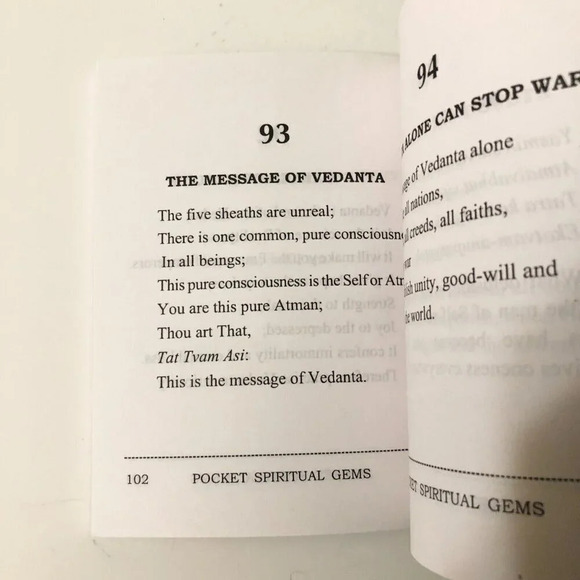 93
THE MESSAGE OF VEDANTA
The five sheaths are unreal;
There is one common, pure consciousn
In all beings;
This pure consciousness is the Self or Atm
You are this pure Atman;
Thou art That,
Tat Tvam Asi:
This is the message of Vedanta.
102 POCKET SPIRITUAL GEMS
94
ALONE CAN STOP WAR
of Vedanta alone
all nations,
creeds, all faiths,
unity, good-will and
the world.
SPIRITUAL GEMS